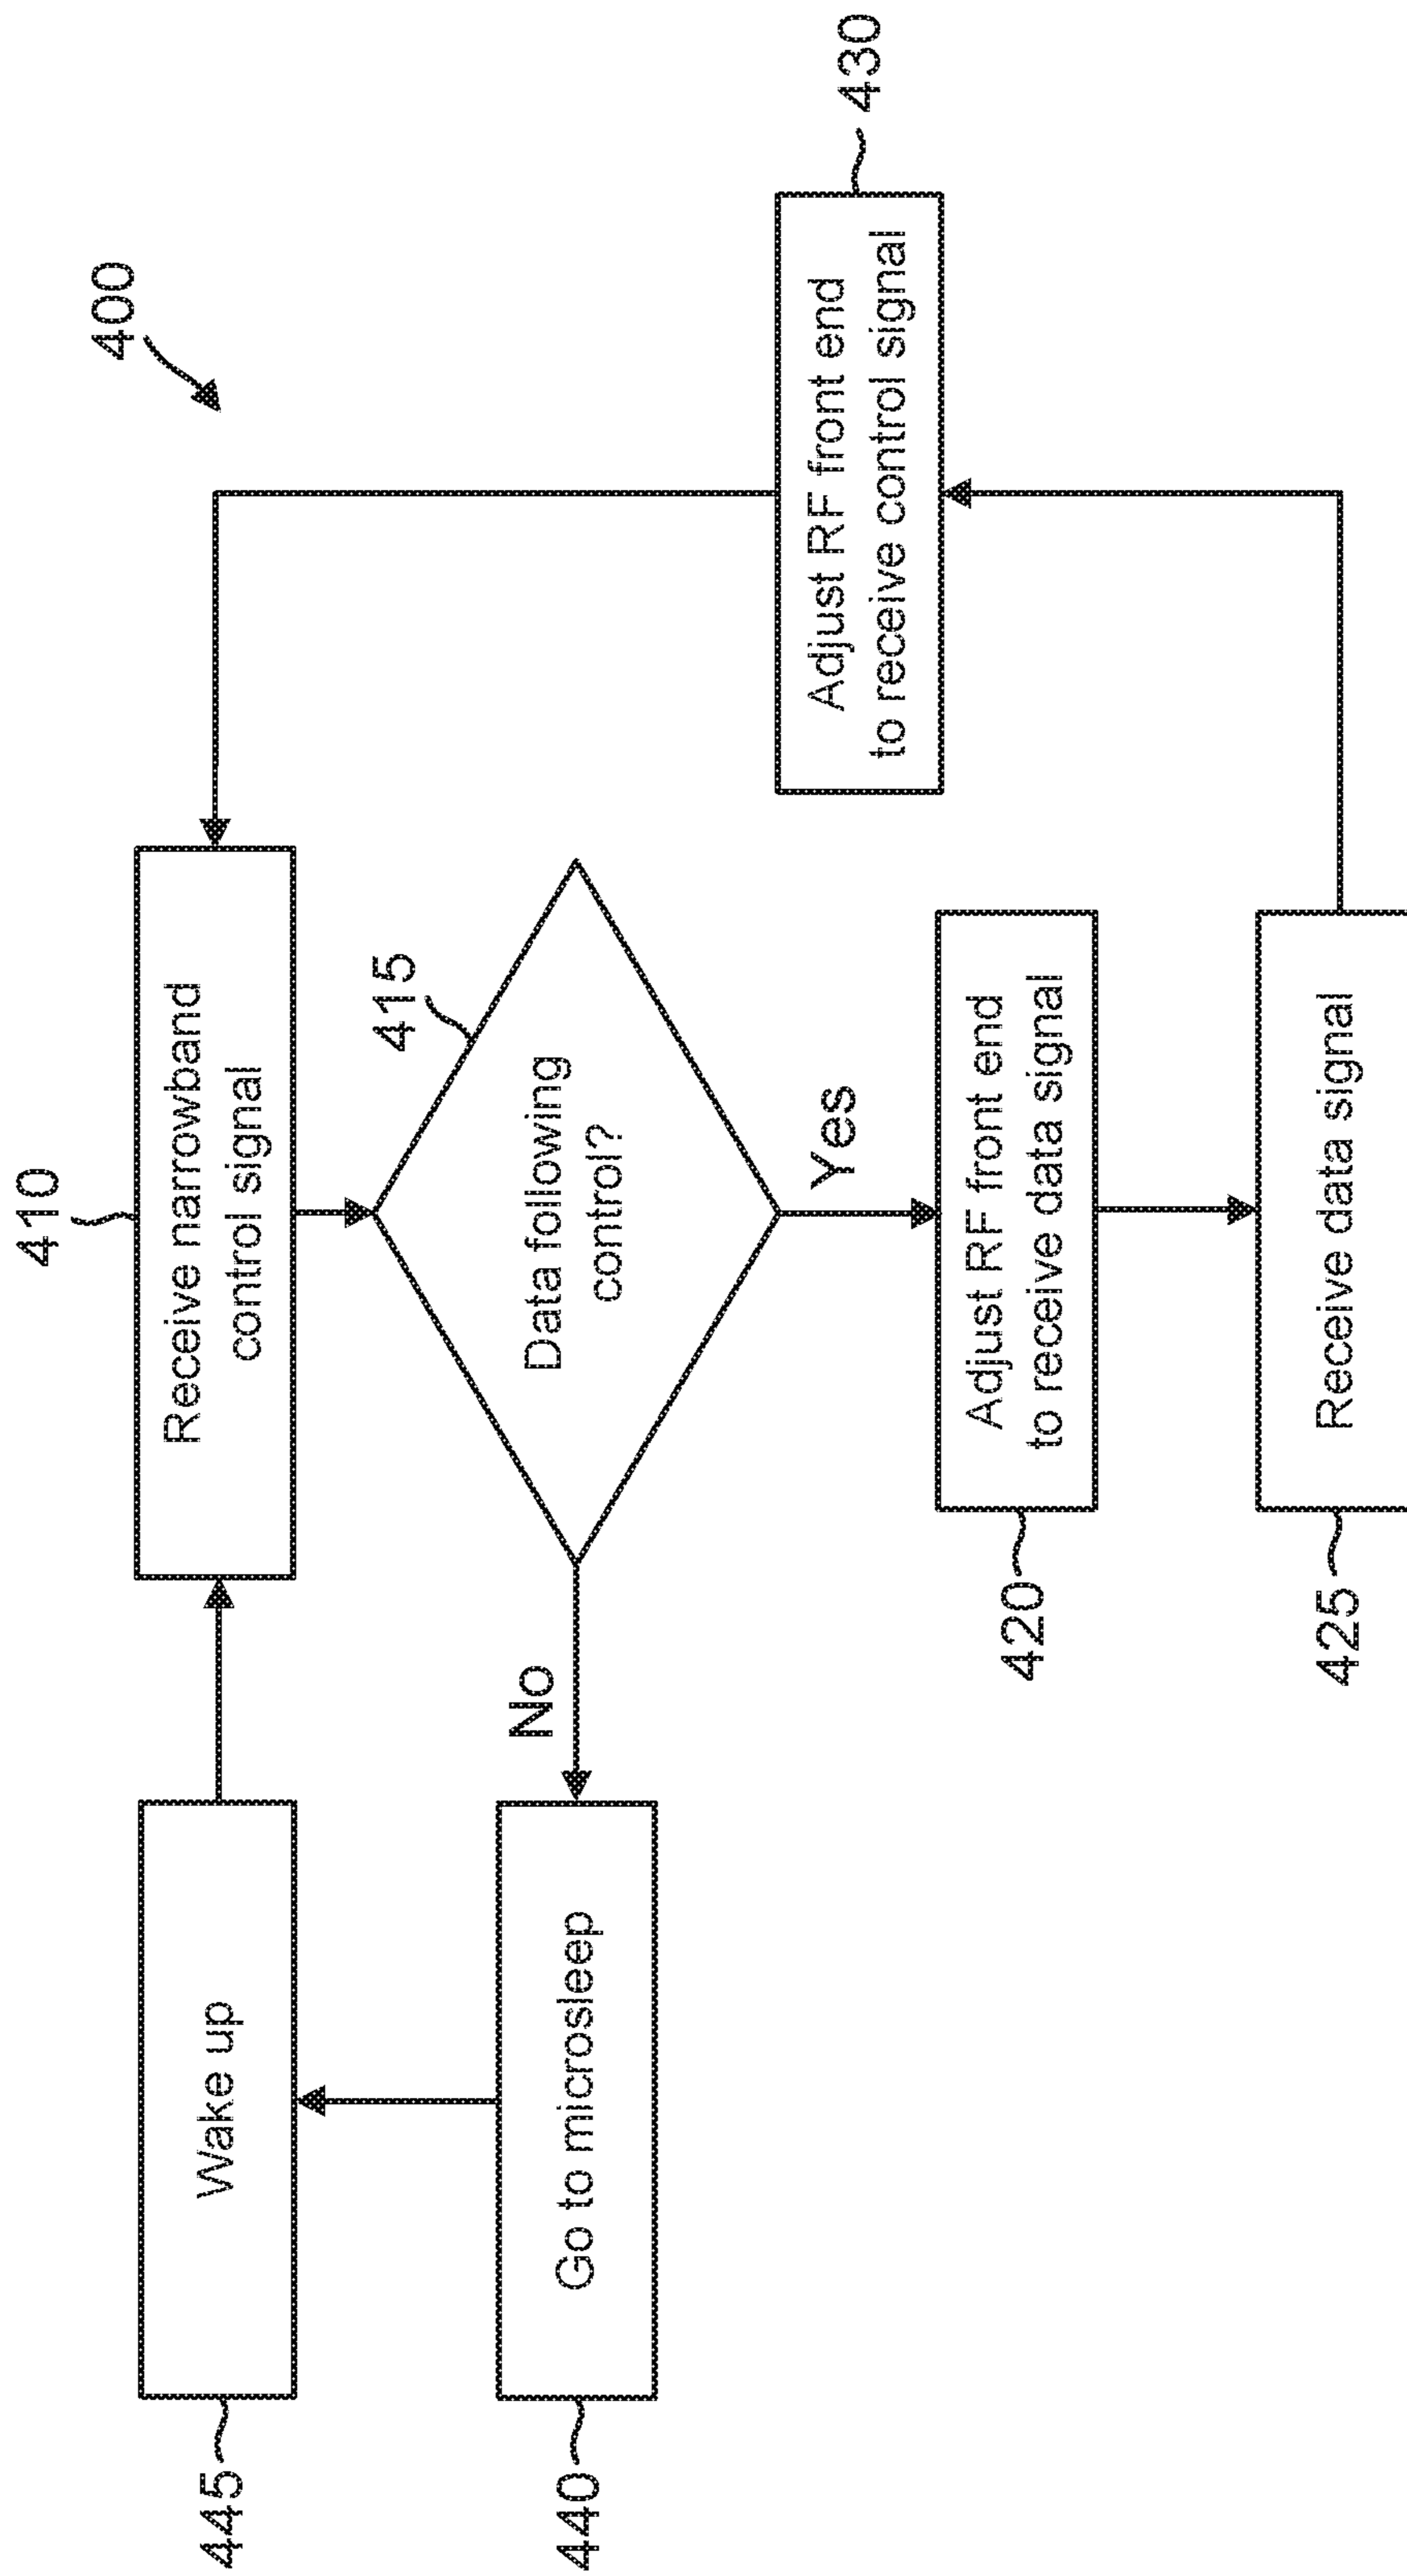 400
410
Receive narrowband
control signal
415
Data following
control?
Yes
No
420
Adjust RF front end
to receive data signal
425
Receive data signal
430
Adjust RF front end
to receive control signal
440
Go to microsleep
445
Wake up